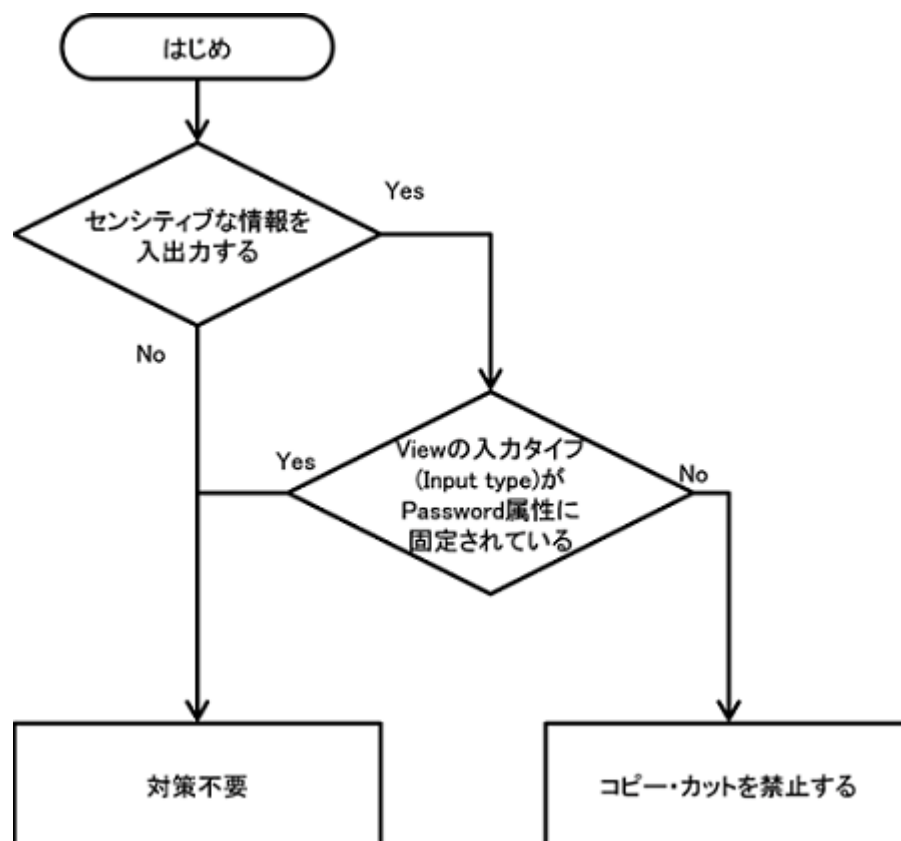 はじめ
センシティブな情報を
入出力する
Yes
No
Viewの入力タイプ
(Input type)が
Password属性に
固定されている
Yes
No
対策不要
コピー・カットを禁止する